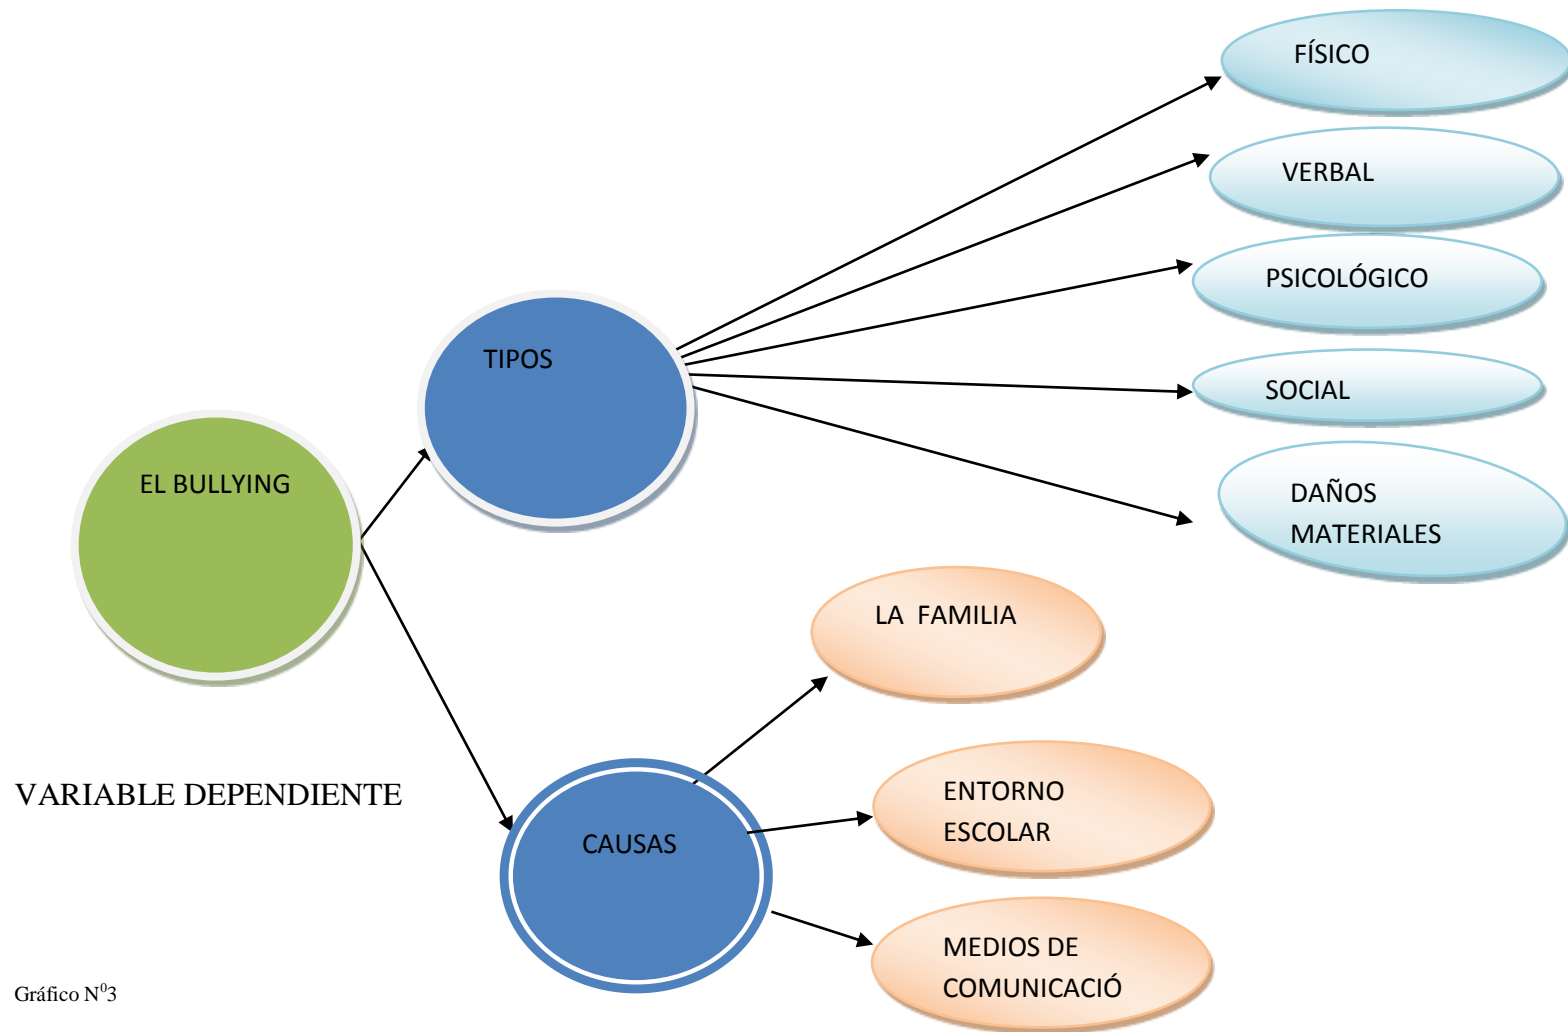 FÍSICO
VERBAL
PSICOLÓGICO
TIPOS
SOCIAL
EL BULLYING
DAÑOS
MATERIALES
LA FAMILIA
VARIABLE DEPENDIENTE
ENTORNO
ESCOLAR
CAUSAS
MEDIOS DE
COMUNICACIÓ
Gráfico N⁰3